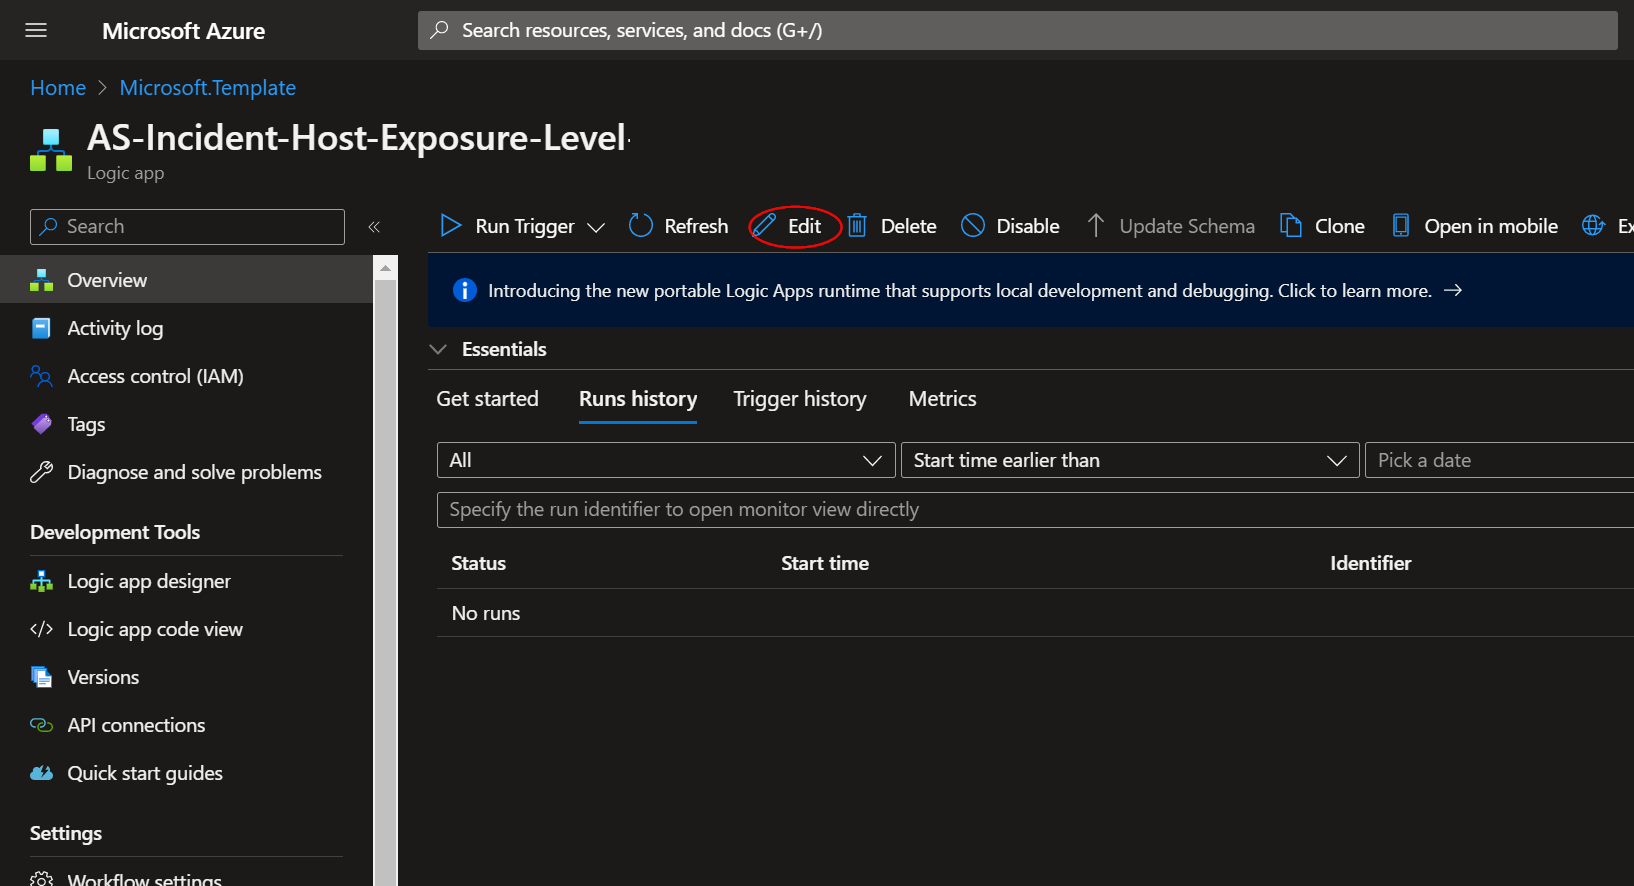 Microsoft Azure
Search resources, services, and docs (G+/)
Home > Microsoft.Template
AS-Incident-Host-Exposure-Level
Logic app
Search
«
Run Trigger
Refresh
Edit
Delete
Disable
Update Schema
Clone
Open in mobile
Ex
Overview
Activity log
Access control (IAM)
Tags
Diagnose and solve problems
Development Tools
Logic app designer
Logic app code view
Versions
API connections
Quick start guides
Settings
Workflow settings
Introducing the new portable Logic Apps runtime that supports local development and debugging. Click to learn more. →
Essentials
Get started
Runs history
Trigger history
Metrics
All
Start time earlier than
Pick a date
Specify the run identifier to open monitor view directly
Status
Start time
Identifier
No runs